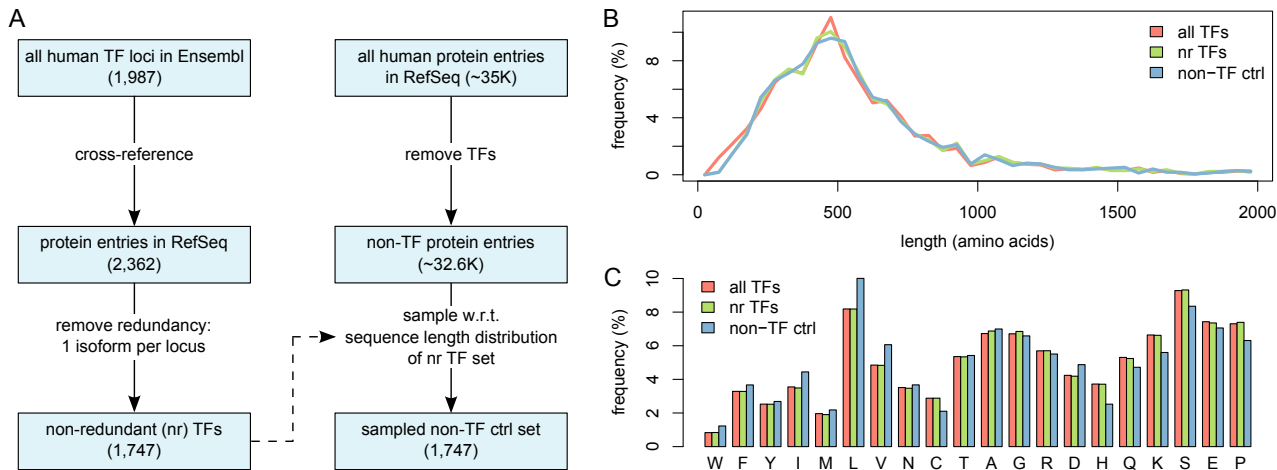 A
all human TF loci in Ensembl
(1,987)
cross-reference
protein entries in RefSeq
(2,362)
remove redundancy:
1 isoform per locus
non-redundant (nr) TFs
(1,747)
all human protein entries
in RefSeq (~35K)
remove TFs
non-TF protein entries
(~32.6K)
sample w.r.t.
sequence length distribution
of nr TF set
sampled non-TF ctrl set
(1,747)
B
frequency (%)
8
4
0
all TFs
nr TFs
non−TF ctrl
0 500 1000 1500 2000
length (amino acids)
C
frequency (%)
10
8
6
4
2
0
all TFs
nr TFs
non−TF ctrl
W F Y I M L V N C T A G R D H Q K S E P